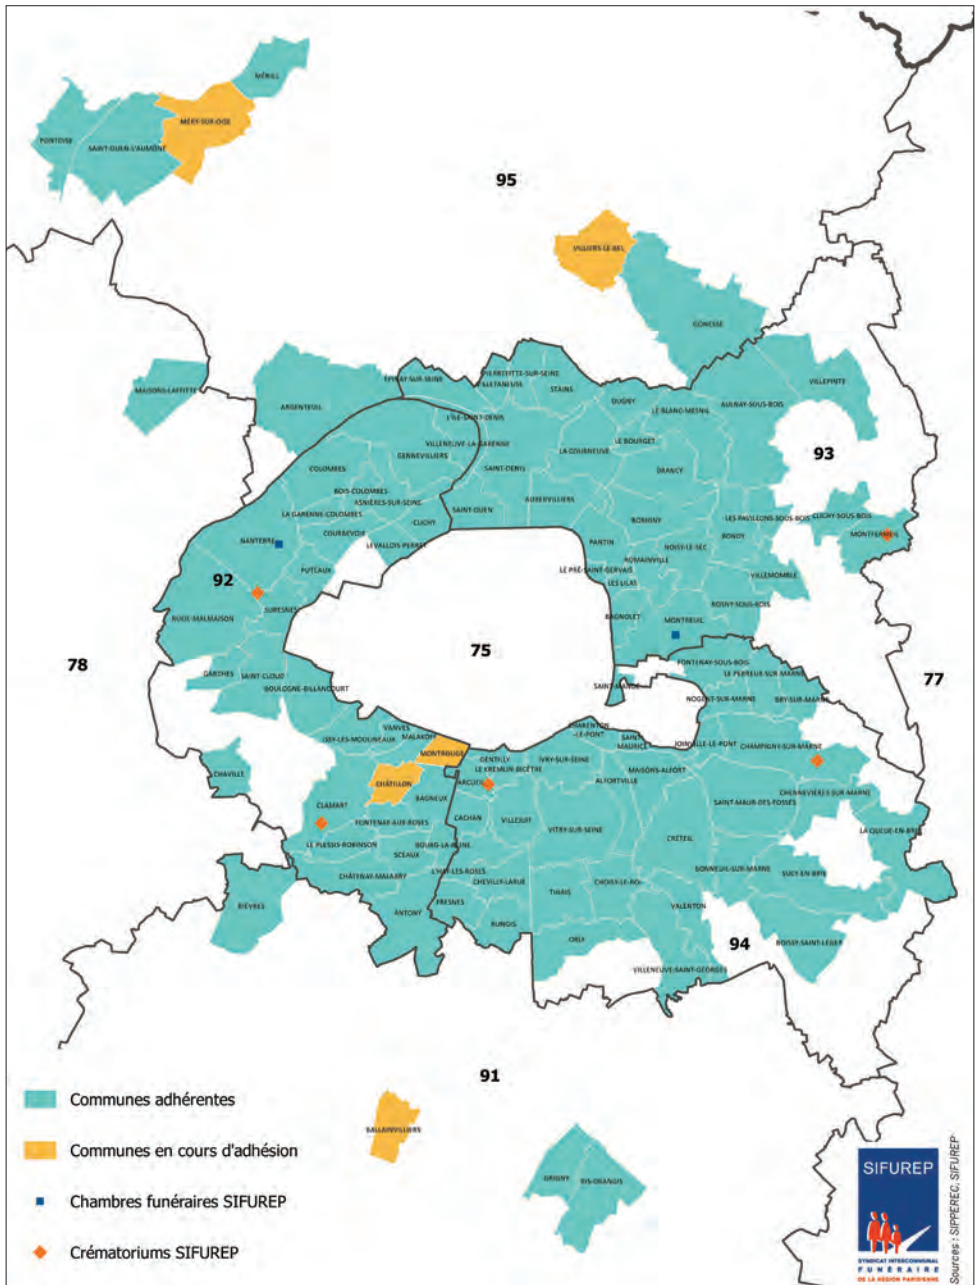 MÉRIEL
MÉRY-SUR-OISE
PONTOISE
SAINT-OUEN-L'AUMÔNE
95
VILLIERS-LE-BEL
GONESSE
MAISONS-LAFFITTE
ARGENTEUIL
ÉPINAY-SUR-SEINE
PIERREFITTE-SUR-SEINE
VILLETANEUSE
STAINS
DUGNY
LE BLANC-MESNIL
AULNAY-SOUS-BOIS
VILLEPINTE
L'ÎLE-SAINT-DENIS
VILLENEUVE-LA-GARENNE
GENNEVILLIERS
SAINT-DENIS
LA COURNEUVE
LE BOURGET
DRANCY
93
COLOMBES
BOIS-COLOMBES
ASNIÈRES-SUR-SEINE
LA GARENNE-COLOMBES
CLICHY
SAINT-OUEN
AUBERVILLIERS
BOBIGNY
LES PAVILLONS-SOUS-BOIS
CLICHY-SOUS-BOIS
MONTFERMEIL
NANTERRE
COURBEVOIE
LEVALLOIS-PERRET
PANTIN
NOISY-LE-SEC
BONDY
ROMAINVILLE
LE PRÉ-SAINT-GERVAIS
LES LILAS
VILLEMOMBLE
92
PUTEAUX
SURESNES
RUEIL-MALMAISON
BAGNOLET
MONTREUIL
ROSNY-SOUS-BOIS
78
75
77
GARCHES
SAINT-CLOUD
BOULOGNE-BILLANCOURT
SAINT-MANDÉ
FONTENAY-SOUS-BOIS
LE PERREUX-SUR-MARNE
NOGENT-SUR-MARNE
BRY-SUR-MARNE
VANVES
ISSY-LES-MOULINEAUX
MALAKOFF
MONTROUGE
CHARENTON
-LE-PONT
SAINT-
MAURICE
JOINVILLE-LE-PONT
CHAMPIGNY-SUR-MARNE
CHAVILLE
CHÂTILLON
GENTILLY
LE KREMLIN-BICÊTRE
IVRY-SUR-SEINE
ARCUEIL
ALFORTVILLE
MAISONS-ALFORT
CHENNEVIÈRES-SUR-MARNE
SAINT-MAUR-DES-FOSSÉS
CLAMART
BAGNEUX
FONTENAY-AUX-ROSES
CACHAN
VILLEJUIF
VITRY-SUR-SEINE
CRÉTEIL
LA QUEUE-EN-BRIE
LE PLESSIS-ROBINSON
SCEAUX
BOURG-LA-REINE
CHÂTENAY-MALABRY
L'HAŸ-LES-ROSES
CHEVILLY-LARUE
THIAIS
CHOISY-LE-ROI
BONNEUIL-SUR-MARNE
SUCY-EN-BRIE
BIÈVRES
ANTONY
FRESNES
RUNGIS
ORLY
VALENTON
94
BOISSY-SAINT-LÉGER
VILLENEUVE-SAINT-GEORGES
91
BALLAINVILLIERS
GRIGNY
RIS-ORANGIS
Communes adhérentes
Communes en cours d'adhésion
Chambres funéraires SIFUREP
Crématoriums SIFUREP
SIFUREP
SYNDICAT INTERCOMMUNAL
FUNÉRAIRE
DE LA RÉGION PARISIENNE
Sources : SIPPEREC, SIFUREP